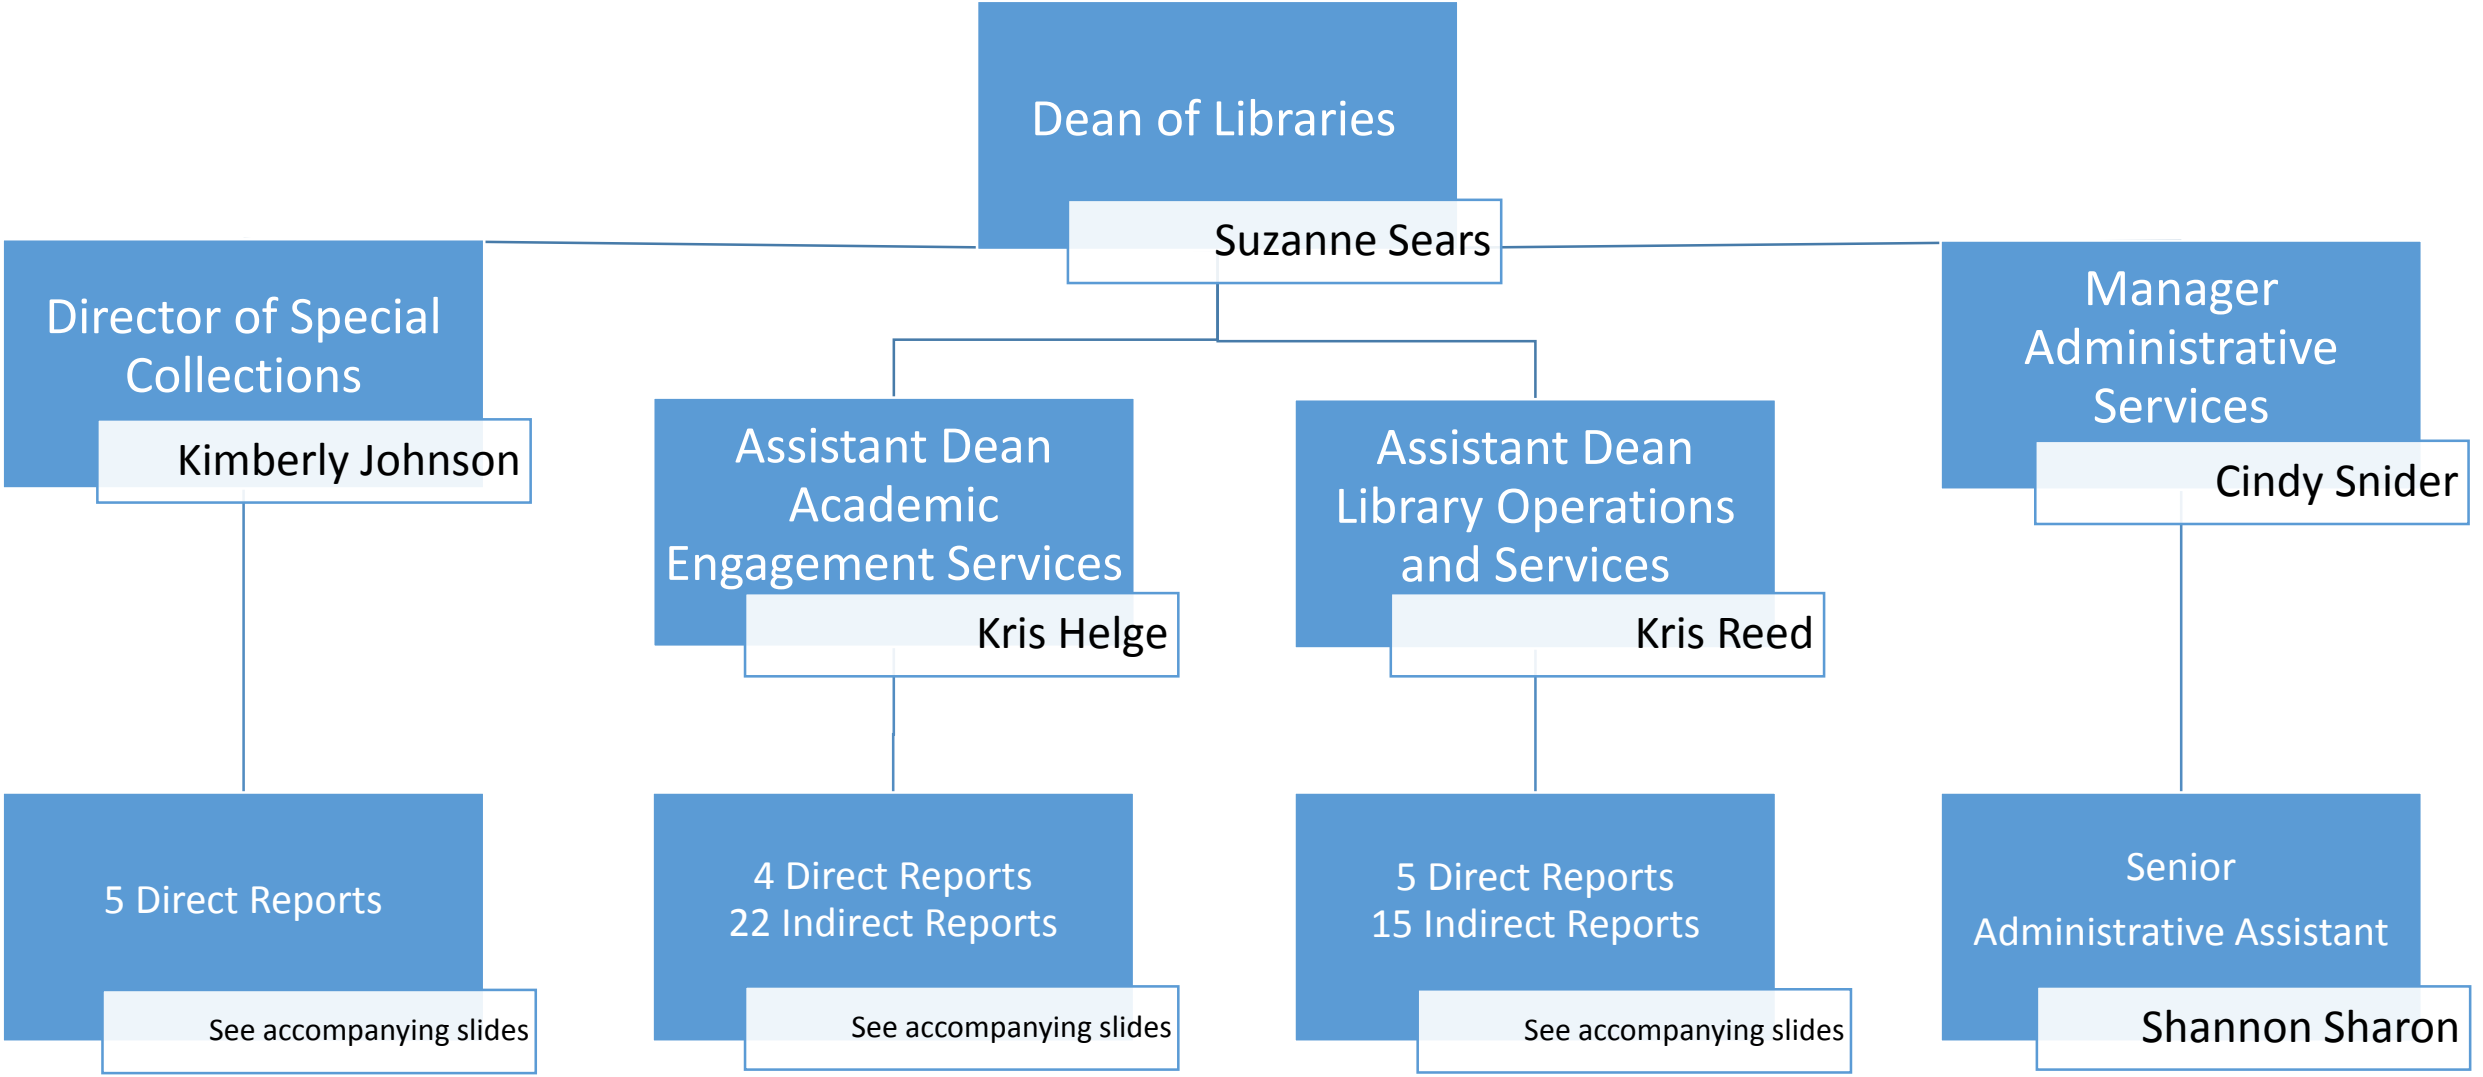 Dean of Libraries
Suzanne Sears
Director of Special
Collections
Kimberly Johnson
Assistant Dean
Academic
Engagement Services
Kris Helge
Assistant Dean
Library Operations
and Services
Kris Reed
Manager
Administrative
Services
Cindy Snider
5 Direct Reports
See accompanying slides
4 Direct Reports
22 Indirect Reports
See accompanying slides
5 Direct Reports
15 Indirect Reports
See accompanying slides
Senior
Administrative Assistant
Shannon Sharon